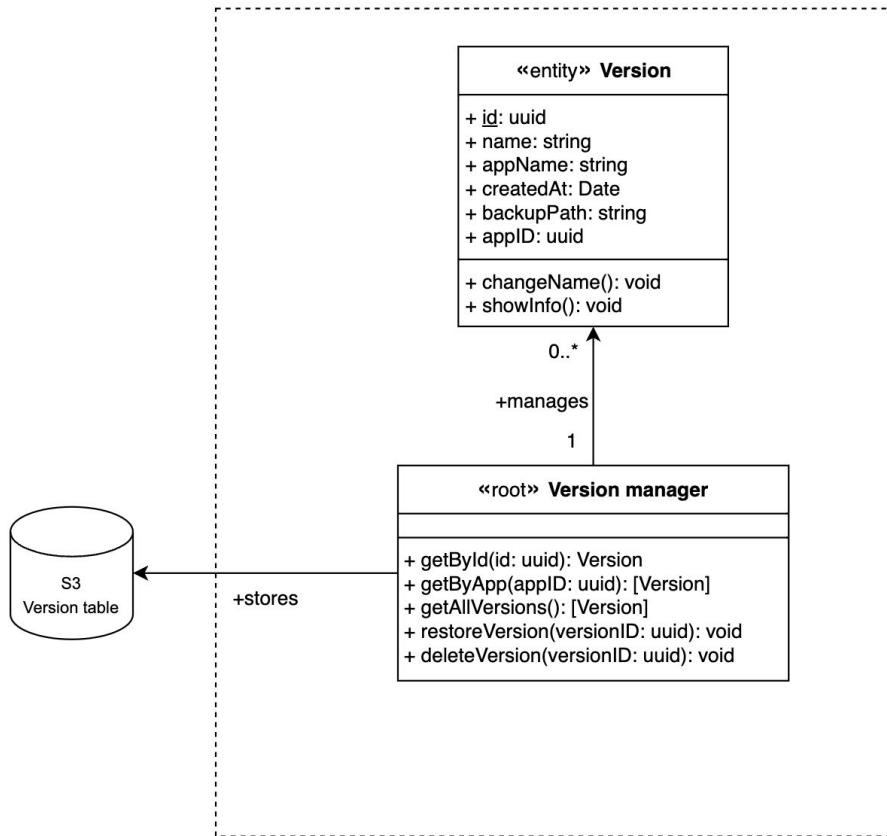 «entity» Version
+ id: uuid
+ name: string
+ appName: string
+ createdAt: Date
+ backupPath: string
+ appID: uuid
+ changeName(): void
+ showInfo(): void
0..*
+manages
1
«root» Version manager
+ getById(id: uuid): Version
+ getByApp(appID: uuid): [Version]
+ getAllVersions(): [Version]
+ restoreVersion(versionID: uuid): void
+ deleteVersion(versionID: uuid): void
S3
Version table
+stores